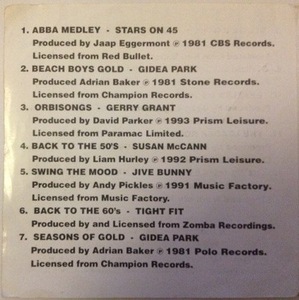 1. ABBA MEDLEY · STARS ON 45
Produced by Jaap Eggermont ℗ 1981 CBS Records.
Licensed from Red Bullet.
2. BEACH BOYS GOLD · GIDEA PARK
Produced Adrian Baker ℗ 1981 Stone Records.
Licensed from Champion Records.
3. ORBISONGS · GERRY GRANT
Produced by David Parker ℗ 1993 Prism Leisure.
Licensed from Paramac Limited.
4. BACK TO THE 50'S · SUSAN McCANN
Produced by Liam Hurley ℗ 1992 Prism Leisure.
5. SWING THE MOOD · JIVE BUNNY
Produced by Andy Pickles ℗ 1991 Music Factory.
Licensed from Music Factory.
6. BACK TO THE 60's · TIGHT FIT
Produced by and Licensed from Zomba Recordings.
7. SEASONS OF GOLD · GIDEA PARK
Produced by Adrian Baker ℗ 1981 Polo Records.
Licensed from Champion Records.